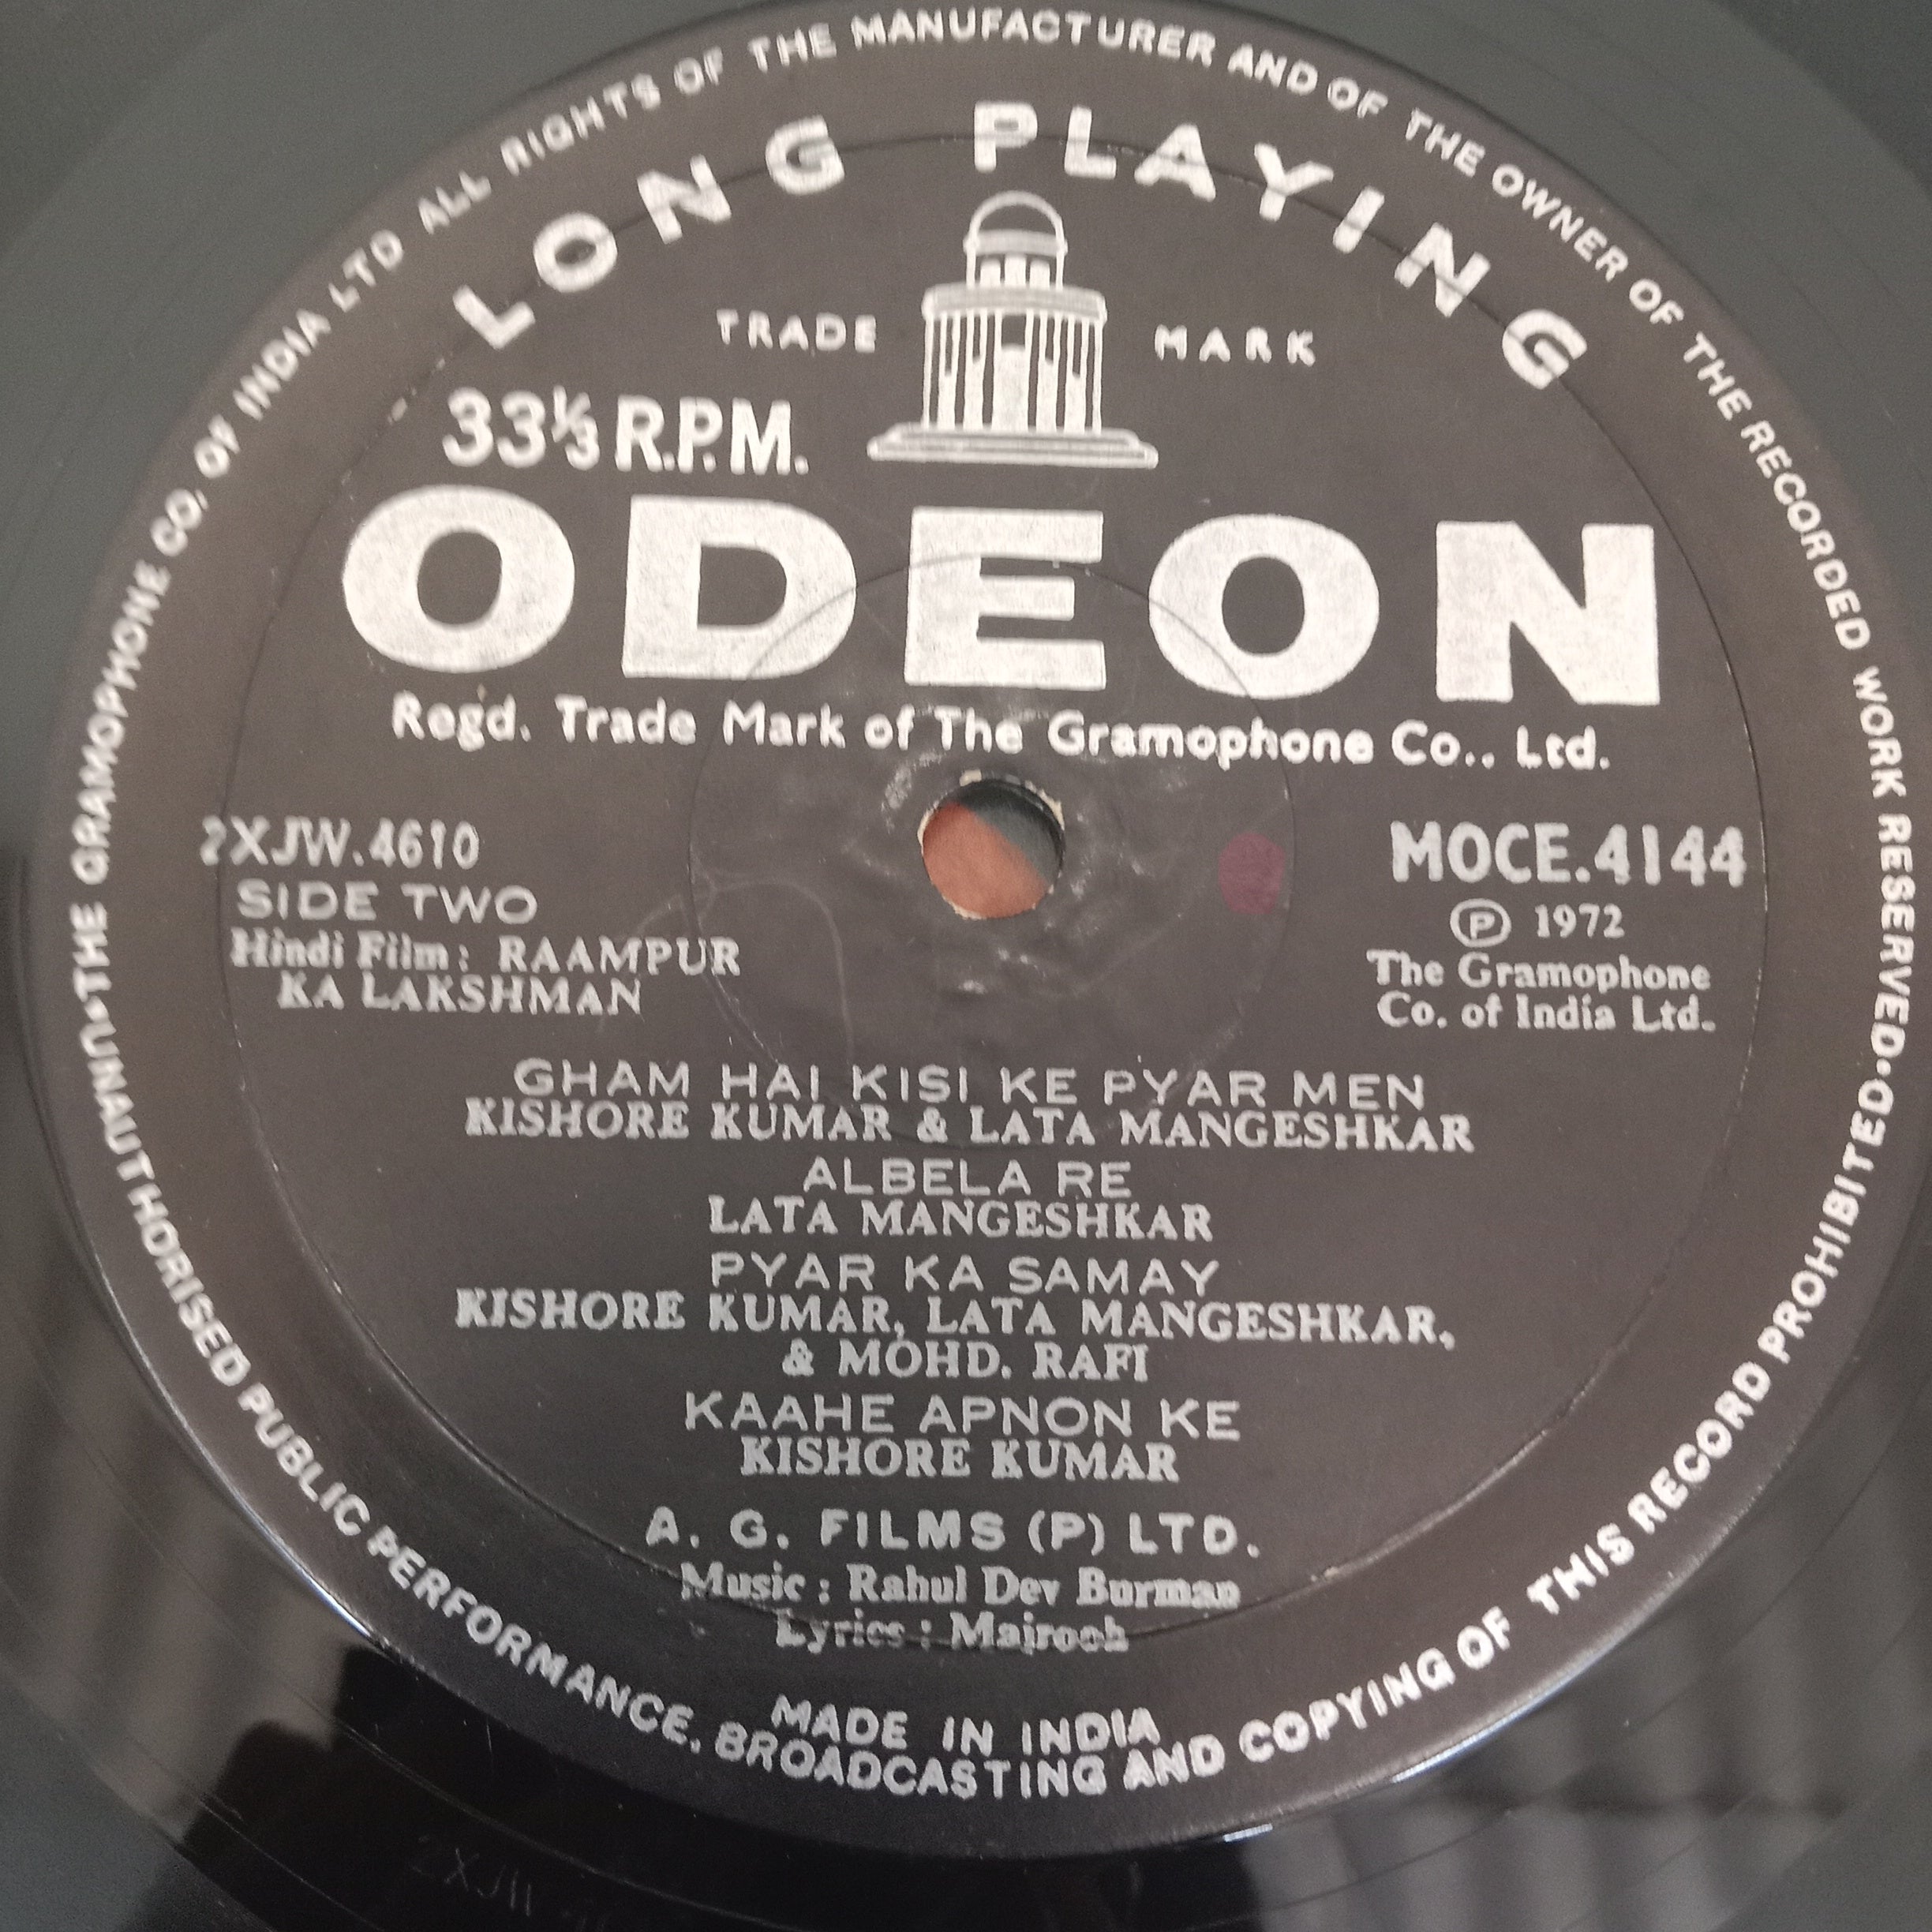 THE GRAMOPHONE CO. OF INDIA LTD ALL RIGHTS OF THE MANUFACTURER AND OF THE OWNER OF THE RECORDED WORK RESERVED•
UNAUTHORISED PUBLIC PERFORMANCE, BROADCASTING AND COPYING OF THIS RECORD PROHIBITED•
LONG PLAYING
TRADE MARK
33⅓ R.P.M.
ODEON
Regd. Trade Mark of The Gramophone Co.. Ltd.
2XJW.4610
SIDE TWO
Hindi Film : RAAMPUR
KA LAKSHMAN
MOCE.4144
Ⓟ 1972
The Gramophone
Co. of India Ltd.
GHAM HAI KISI KE PYAR MEN
KISHORE KUMAR & LATA MANGESHKAR
ALBELA RE
LATA MANGESHKAR
PYAR KA SAMAY
KISHORE KUMAR, LATA MANGESHKAR,
& MOHD. RAFI
KAAHE APNON KE
KISHORE KUMAR
A. G. FILMS (P) LTD.
Music : Rahul Dev Burman
Lyrics : Majrooh
MADE IN INDIA